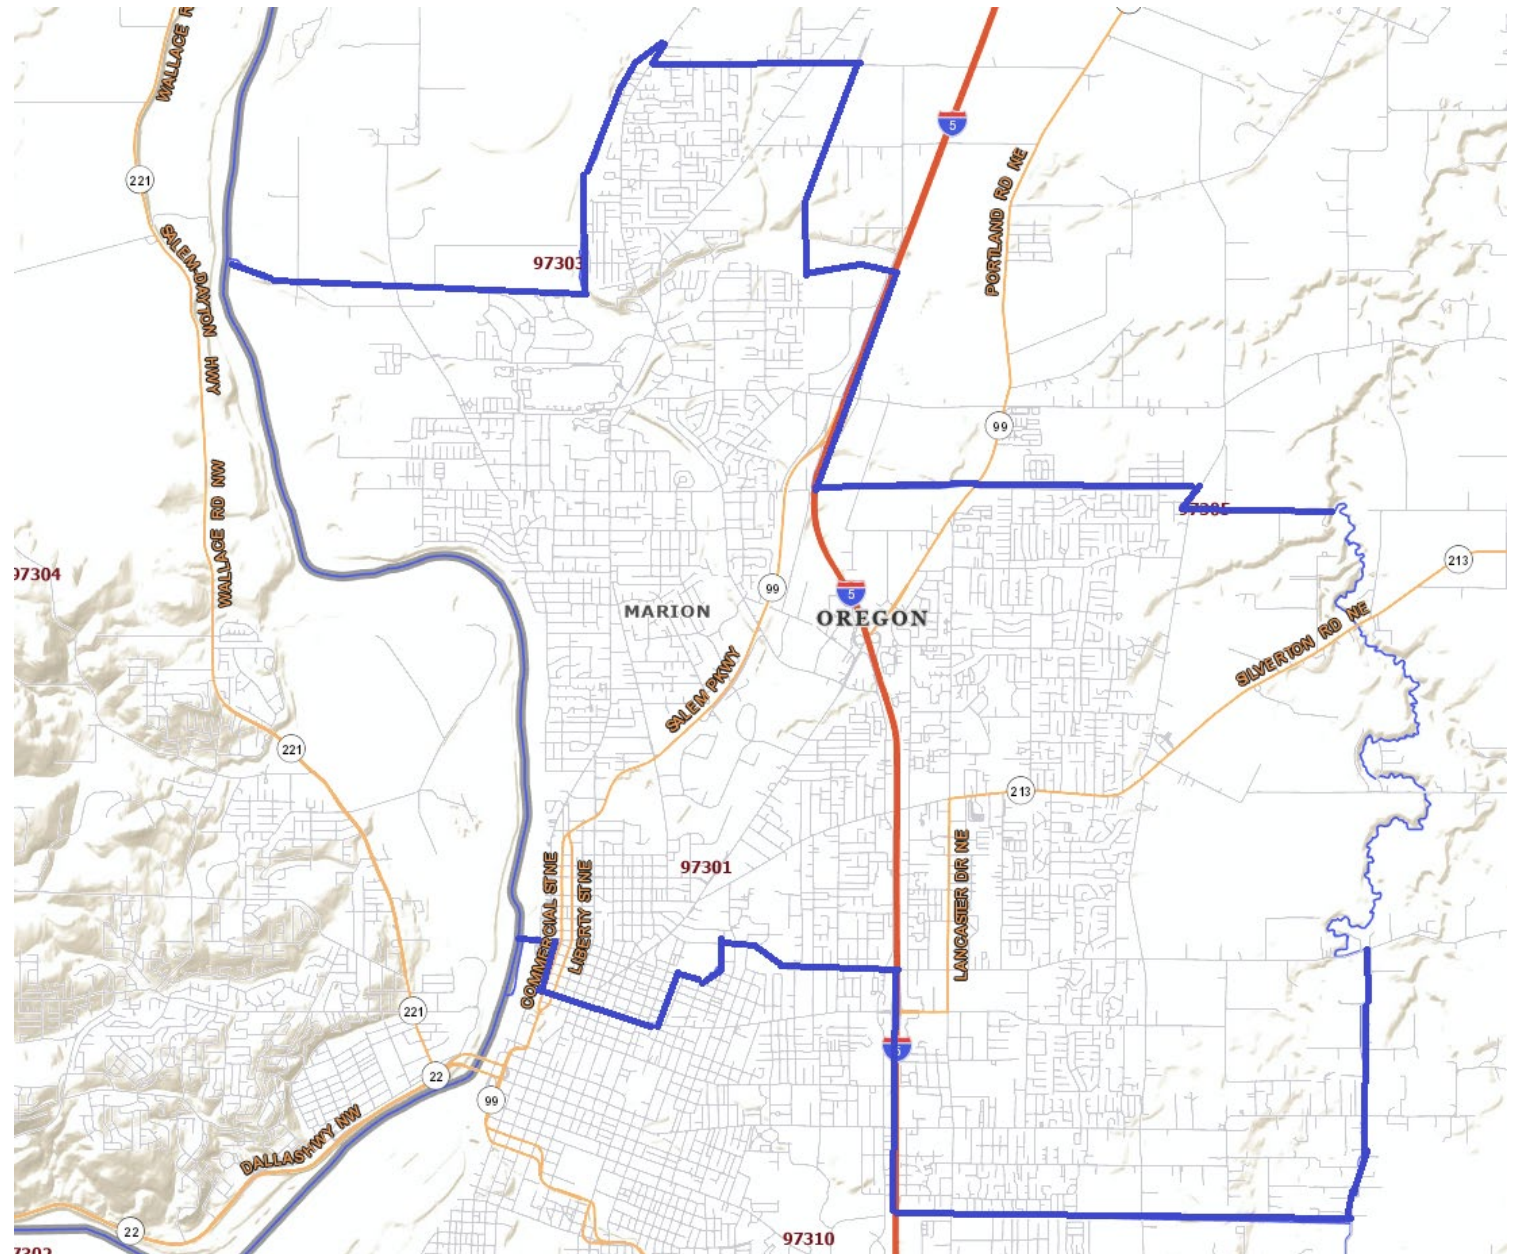 WALLACE R
5
221
PORTLAND RD NE
SALEM-DAYTON HWY
97303
99
WALLACE RD NW
97305
213
97304
99
5
MARION
OREGON
SILVERTON RD NE
SALEM PKWY
221
213
97301
COMMERCIAL ST NE
LIBERTY ST NE
LANCASTER DR NE
221
5
22
99
DALLAS HWY NW
22
97310
7302